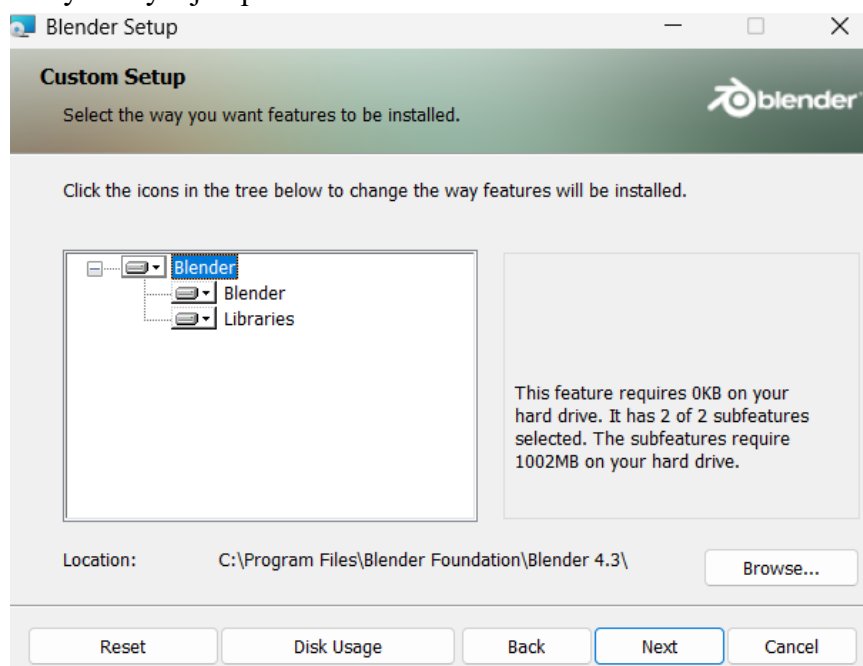 Blender Setup
Custom Setup
Select the way you want features to be installed.
blender
Click the icons in the tree below to change the way features will be installed.
Blender
Blender
Libraries
This feature requires 0KB on your
hard drive. It has 2 of 2 subfeatures
selected. The subfeatures require
1002MB on your hard drive.
Location: C:\Program Files\Blender Foundation\Blender 4.3\
Browse...
Reset Disk Usage Back Next Cancel